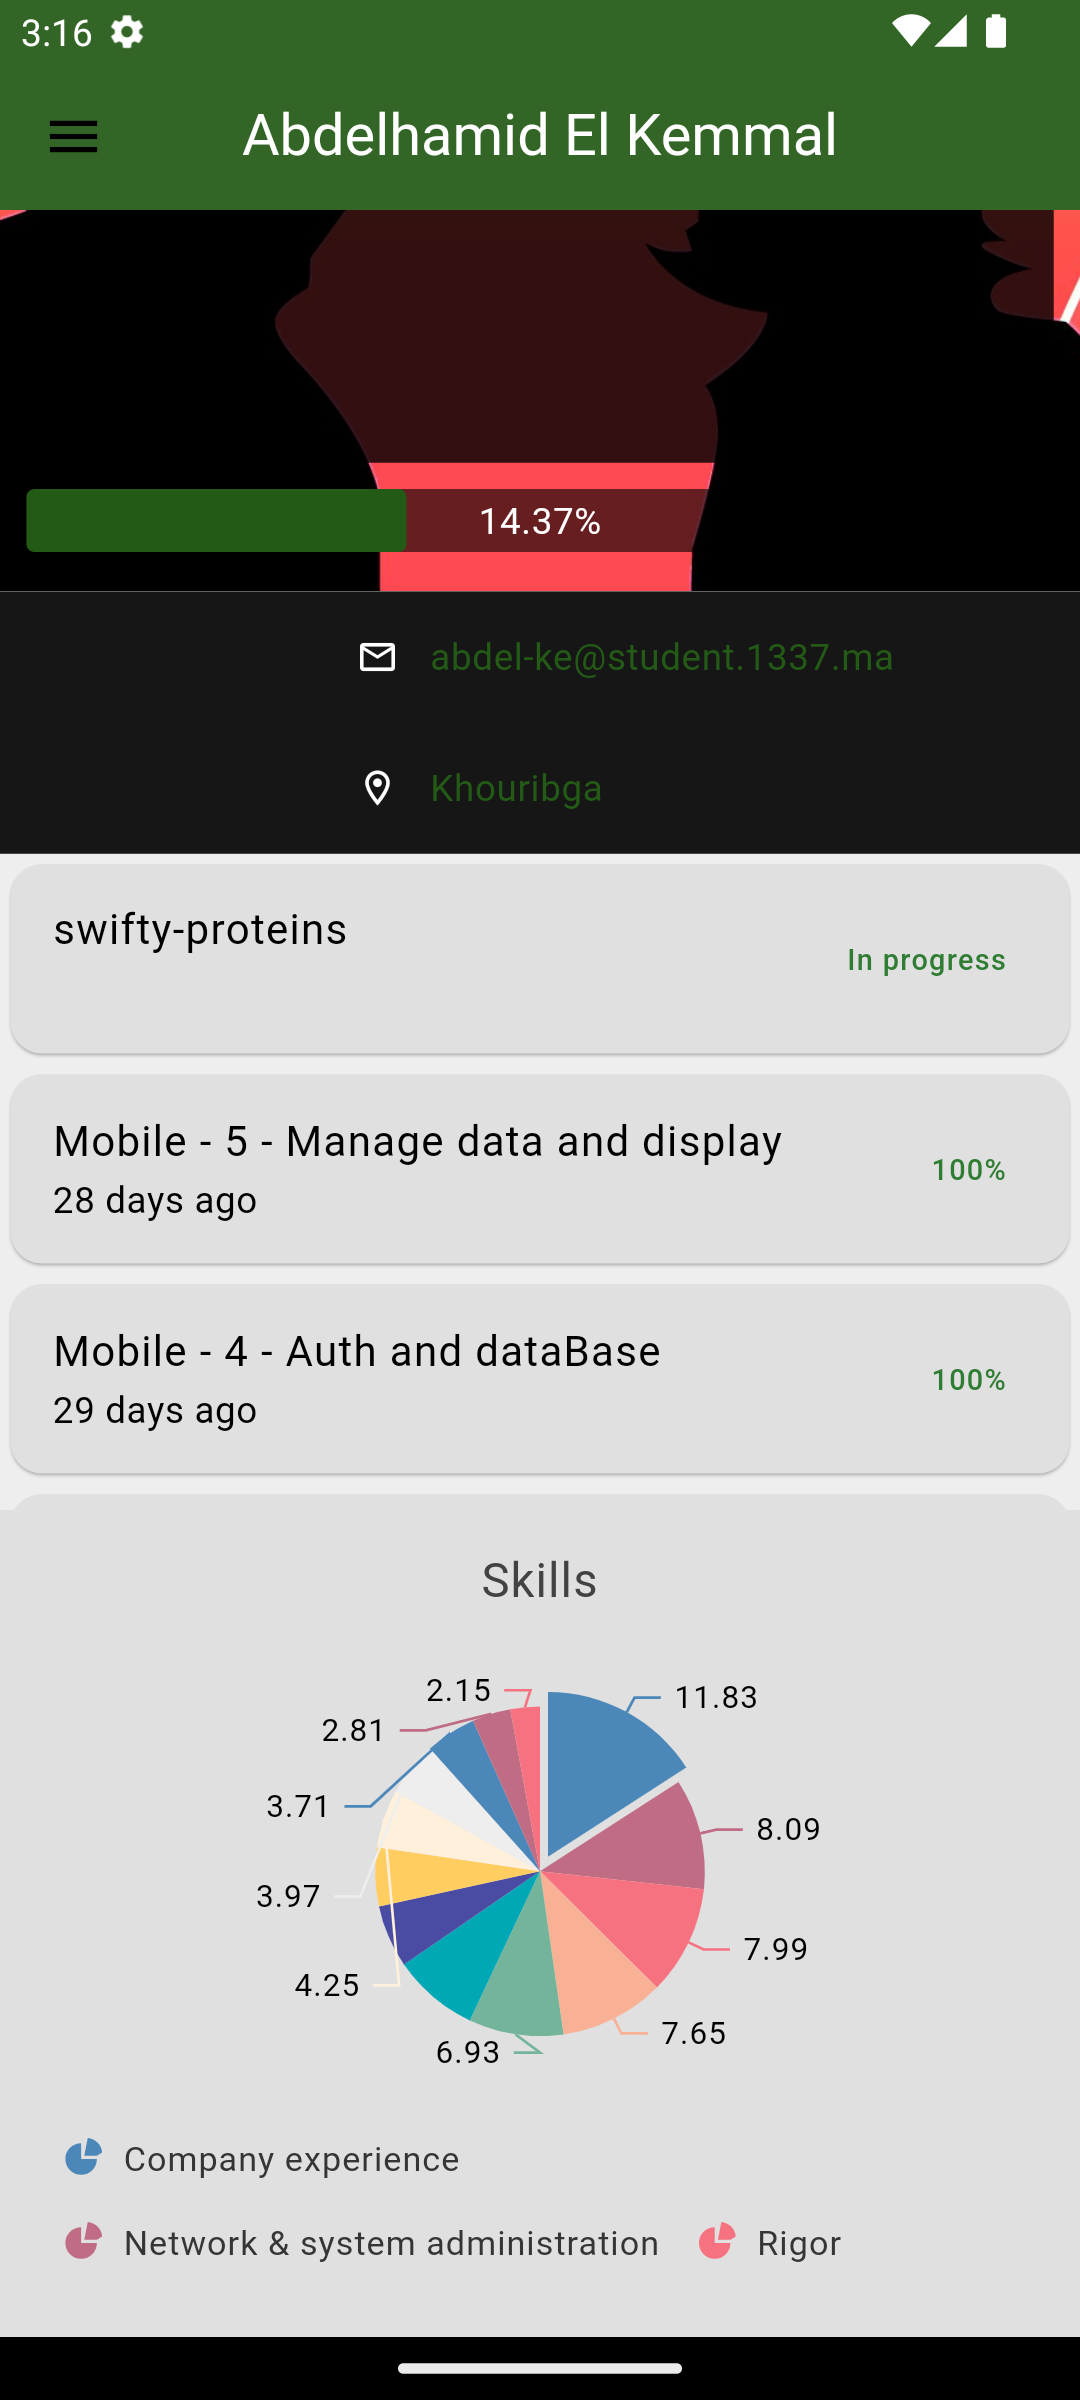 3:16
Abdelhamid El Kemmal
14.37%
abdel-ke@student.1337.ma
Khouribga
swifty-proteins
In progress
Mobile - 5 - Manage data and display
28 days ago
100%
Mobile - 4 - Auth and dataBase
29 days ago
100%
Skills
2.15
11.83
2.81
3.71
8.09
3.97
7.99
4.25
7.65
6.93
Company experience
Network & system administration
Rigor